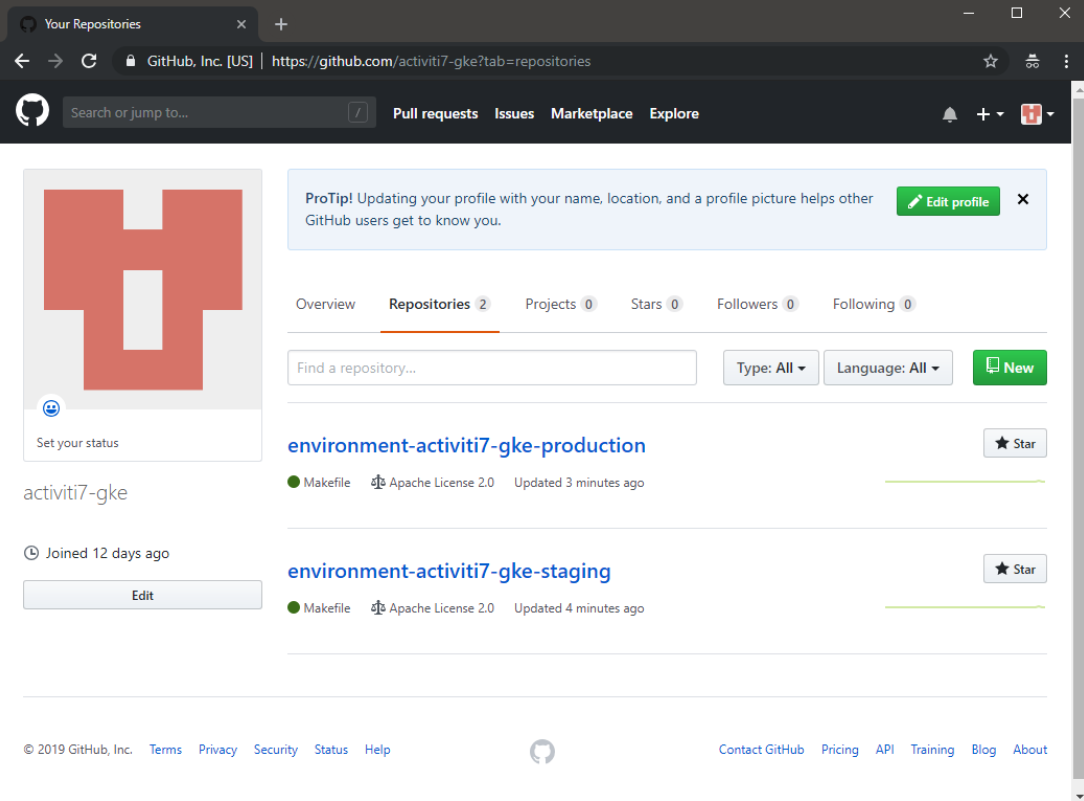 Your Repositories
GitHub, Inc. [US] | https://github.com/activiti7-gke?tab=repositories
Search or jump to... / Pull requests Issues Marketplace Explore
ProTip! Updating your profile with your name, location, and a profile picture helps other
GitHub users get to know you.
Edit profile
Overview Repositories 2 Projects 0 Stars 0 Followers 0 Following 0
Find a repository... Type: All Language: All New
Set your status
activiti7-gke
Joined 12 days ago
Edit
environment-activiti7-gke-production
Star
Makefile Apache License 2.0 Updated 3 minutes ago
environment-activiti7-gke-staging
Star
Makefile Apache License 2.0 Updated 4 minutes ago
© 2019 GitHub, Inc. Terms Privacy Security Status Help Contact GitHub Pricing API Training Blog About